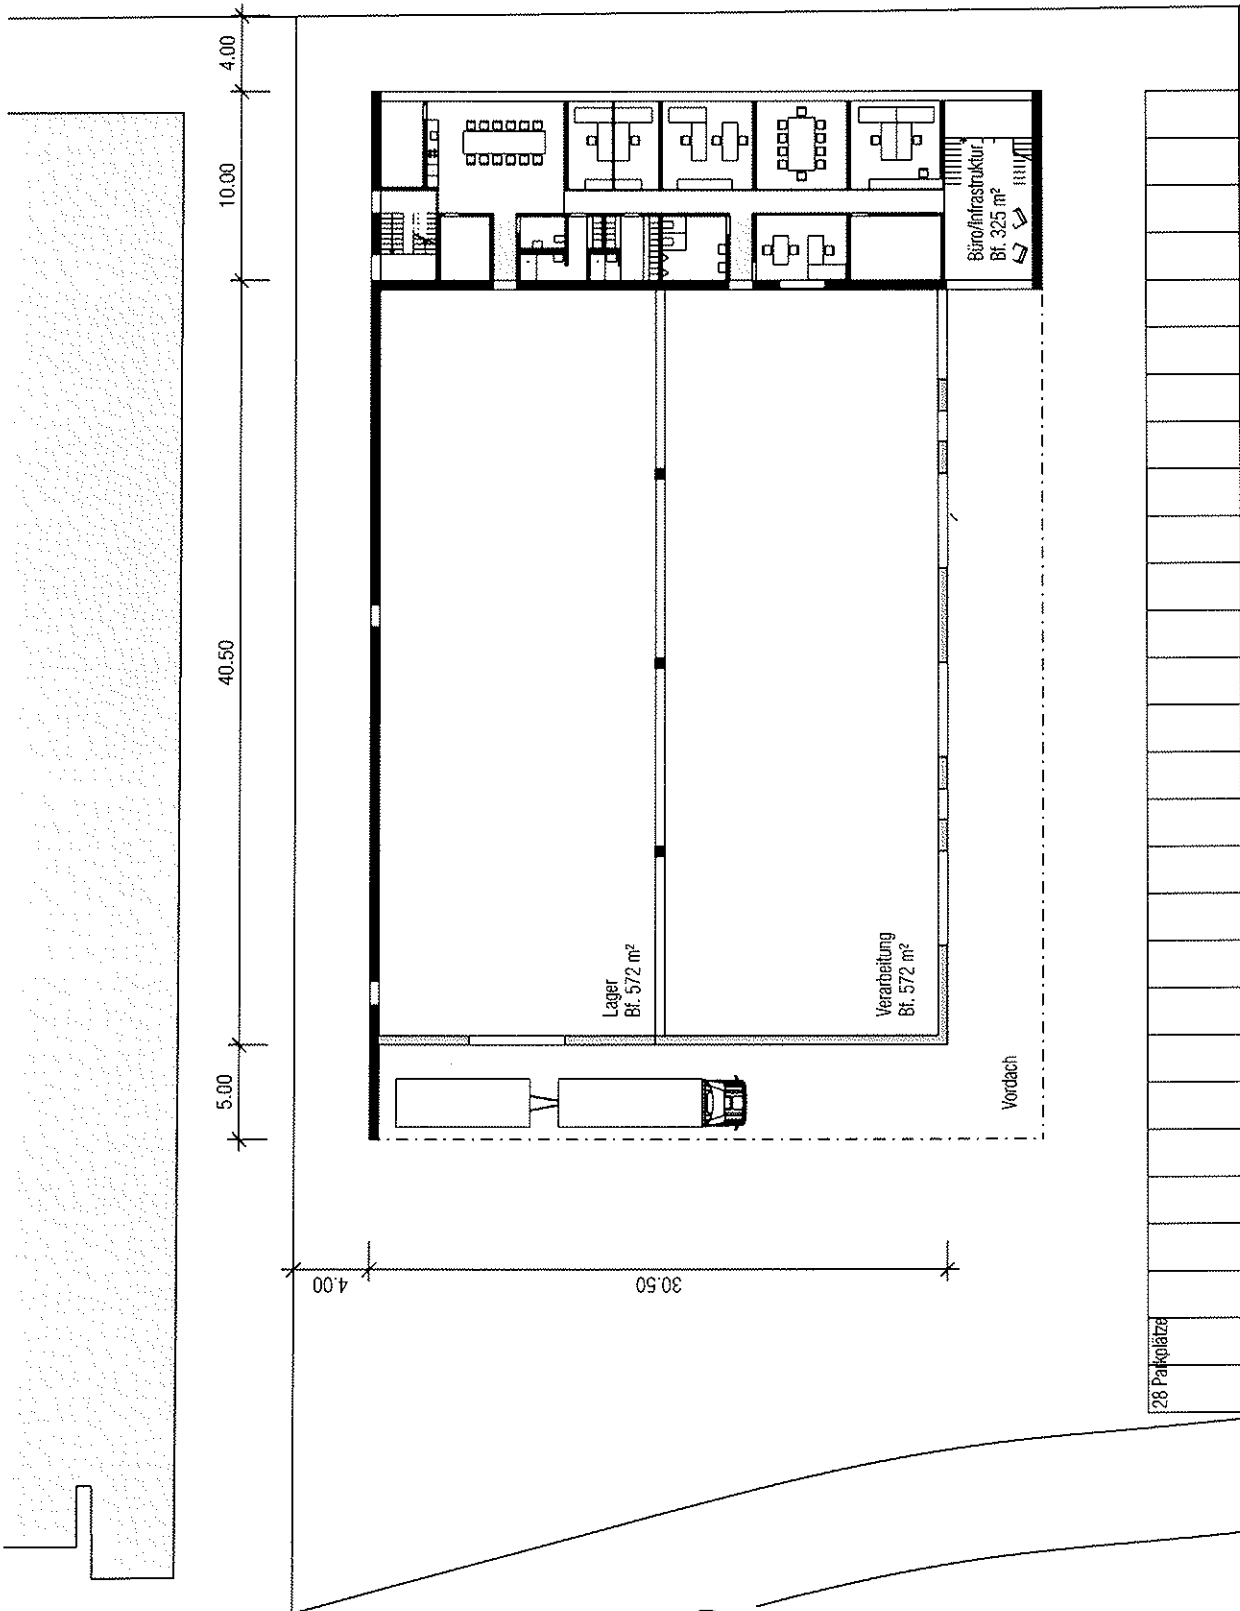 4.00
10.00
40.50
5.00
4.00
30.50
Büro/Infrastruktur
Bf. 325 m²
Lager
Bf. 572 m²
Verarbeitung
Bf. 572 m²
Vordach
28 Parkplätze